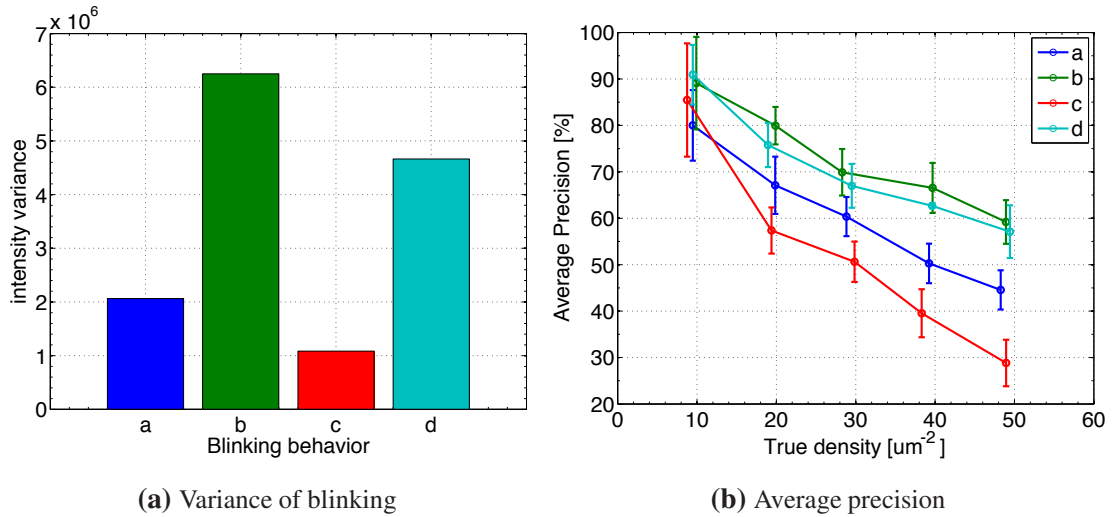 7 x 10^6
6
5
4
3
2
1
0
intensity variance
a b c d
Blinking behavior
(a) Variance of blinking
100
90
80
70
60
50
40
30
20
Average Precision [%]
a
b
c
d
0 10 20 30 40 50 60
True density [um^-2 ]
(b) Average precision